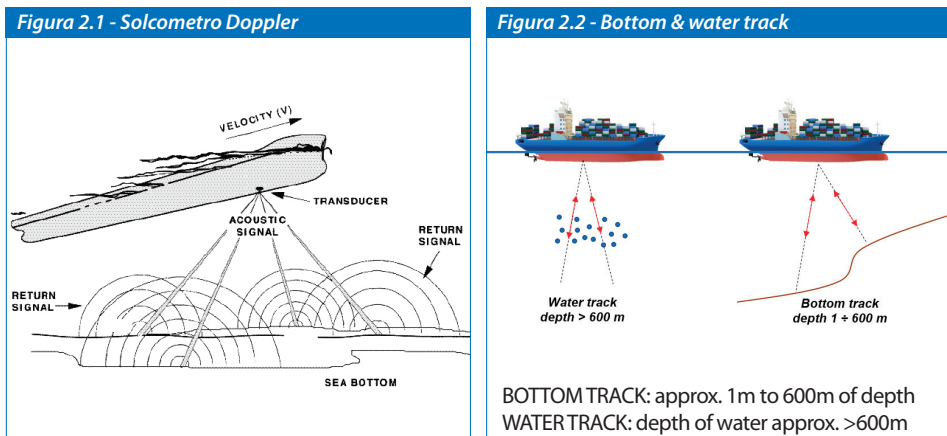 Figura 2.1 - Solcometro Doppler
VELOCITY (V)
TRANSDUCER
ACOUSTIC
SIGNAL
RETURN
SIGNAL
RETURN
SIGNAL
SEA BOTTOM
Figura 2.2 - Bottom & water track
Water track
depth > 600 m
Bottom track
depth 1 ÷ 600 m
BOTTOM TRACK: approx. 1m to 600m of depth
WATER TRACK: depth of water approx. >600m